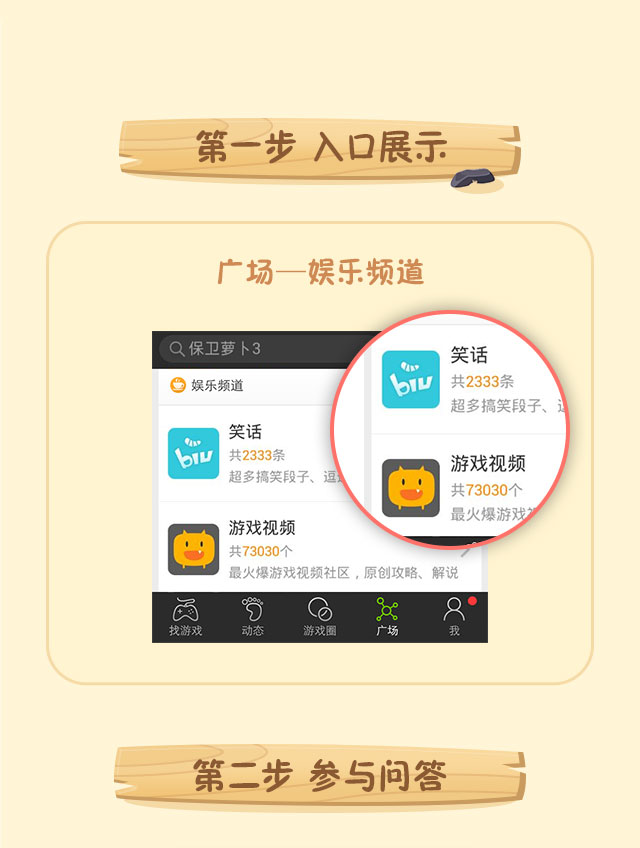 第一步 入口展示
广场—娱乐频道
保卫萝卜3
娱乐频道
笑话
共2333条
超多搞笑段子、逗
biu
游戏视频
共73030个
最火爆游戏视频社区，原创攻略、解说
笑话
共2333条
超多搞笑段子、
biu
游戏视频
共73030个
最火爆游戏视
找游戏 动态 游戏圈 广场 我
第二步 参与问答